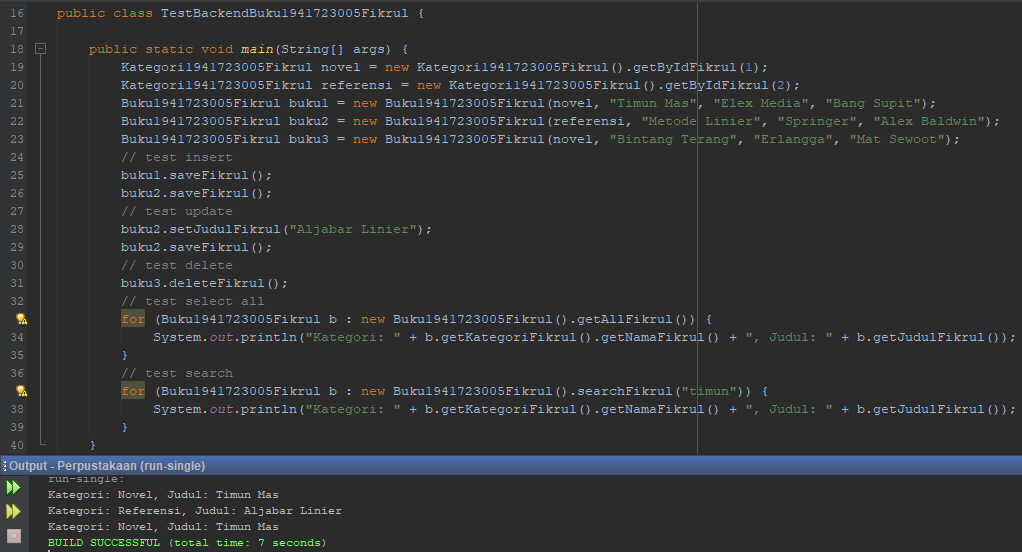 16 public class TestBackendBuku1941723005Fikrul {
17
18 public static void main(String[] args) {
19 Kategori1941723005Fikrul novel = new Kategori1941723005Fikrul().getByIdFikrul(1);
20 Kategori1941723005Fikrul referensi = new Kategori1941723005Fikrul().getByIdFikrul(2);
21 Buku1941723005Fikrul buku1 = new Buku1941723005Fikrul(novel, "Timun Mas", "Elex Media", "Bang Supit");
22 Buku1941723005Fikrul buku2 = new Buku1941723005Fikrul(referensi, "Metode Linier", "Springer", "Alex Baldwin");
23 Buku1941723005Fikrul buku3 = new Buku1941723005Fikrul(novel, "Bintang Terang", "Erlangga", "Mat Sewoot");
24 // test insert
25 buku1.saveFikrul();
26 buku2.saveFikrul();
27 // test update
28 buku2.setJudulFikrul("Aljabar Linier");
29 buku2.saveFikrul();
30 // test delete
31 buku3.deleteFikrul();
32 // test select all
for (Buku1941723005Fikrul b : new Buku1941723005Fikrul().getAllFikrul()) {
34 System.out.println("Kategori: " + b.getKategoriFikrul().getNamaFikrul() + ", Judul: " + b.getJudulFikrul());
35 }
36 // test search
for (Buku1941723005Fikrul b : new Buku1941723005Fikrul().searchFikrul("timun")) {
38 System.out.println("Kategori: " + b.getKategoriFikrul().getNamaFikrul() + ", Judul: " + b.getJudulFikrul());
39 }
40 }
Output - Perpustakaan (run-single)
run-single:
Kategori: Novel, Judul: Timun Mas
Kategori: Referensi, Judul: Aljabar Linier
Kategori: Novel, Judul: Timun Mas
BUILD SUCCESSFUL (total time: 7 seconds)